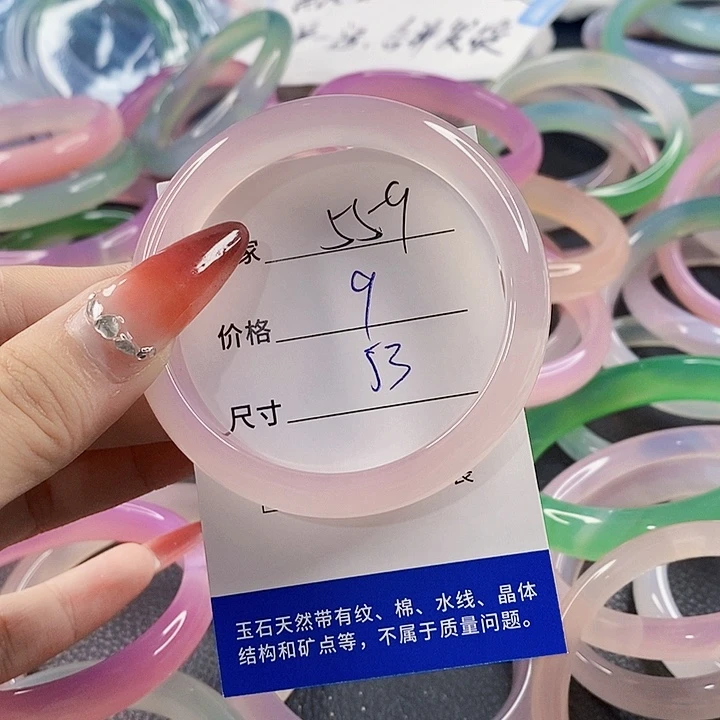 家 559
价格 9
尺寸 53
玉石天然带有纹、棉、水线、晶体
结构和矿点等，不属于质量问题。